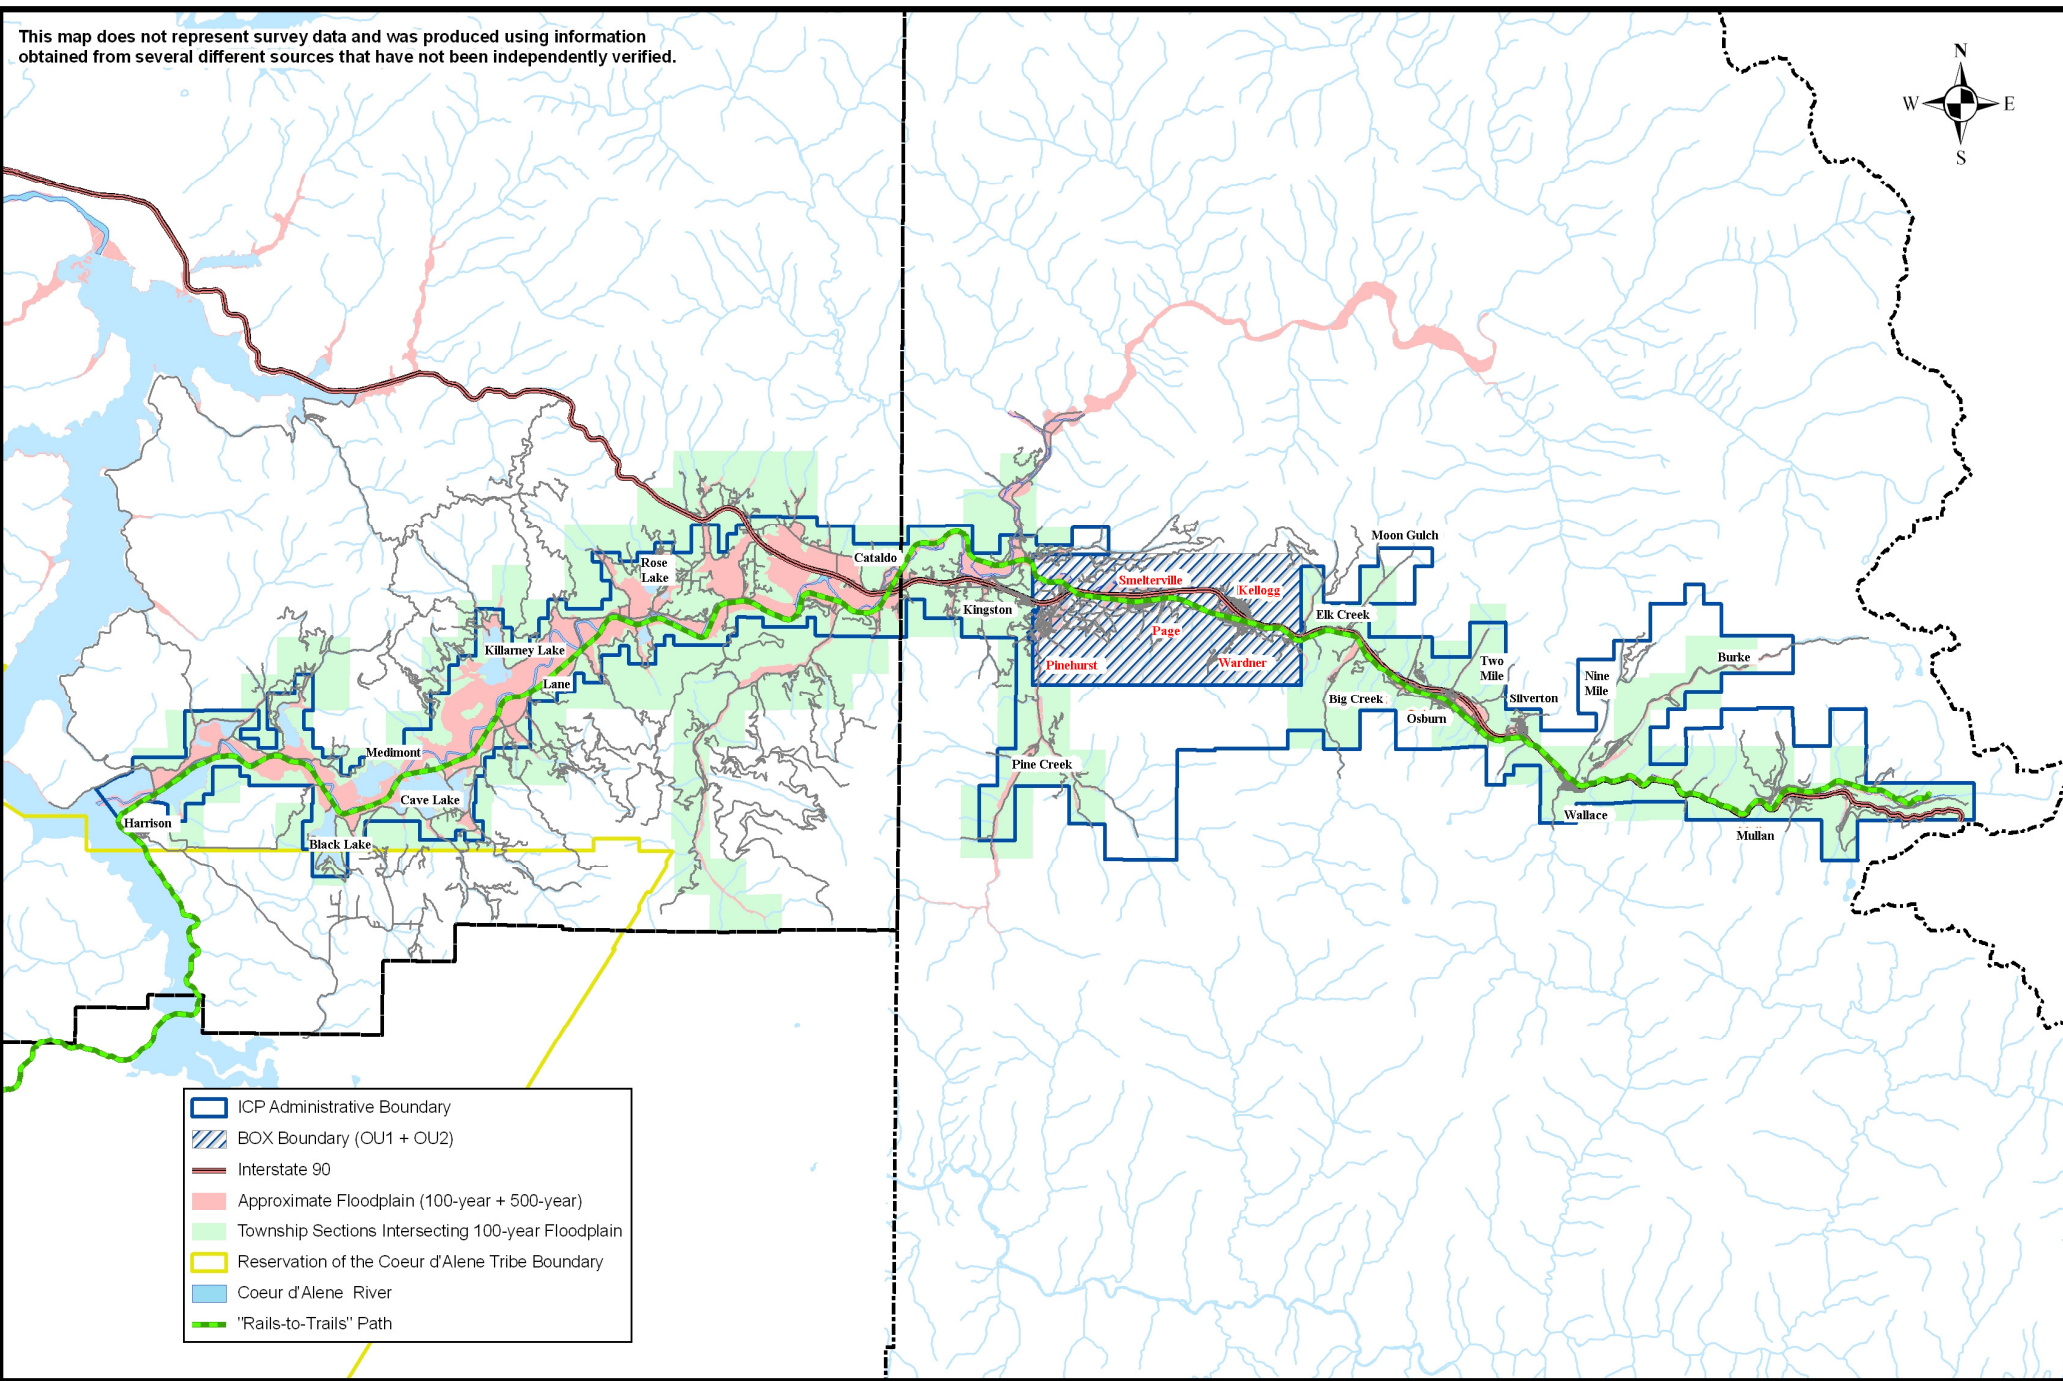 This map does not represent survey data and was produced using information
obtained from several different sources that have not been independently verified.
N
W E
S
Moon Gulch
Cataldo
Rose
Lake
Smelterville
Kellogg
Kingston
Elk Creek
Page
Killarney Lake
Pinehurst
Wardner
Two
Mile
Burke
Nine
Mile
Lane
Big Creek
Silverton
Osburn
Medimont
Pine Creek
Cave Lake
Harrison
Wallace
Mullan
Black Lake
ICP Administrative Boundary
BOX Boundary (OU1 + OU2)
Interstate 90
Approximate Floodplain (100-year + 500-year)
Township Sections Intersecting 100-year Floodplain
Reservation of the Coeur d'Alene Tribe Boundary
Coeur d'Alene River
"Rails-to-Trails" Path